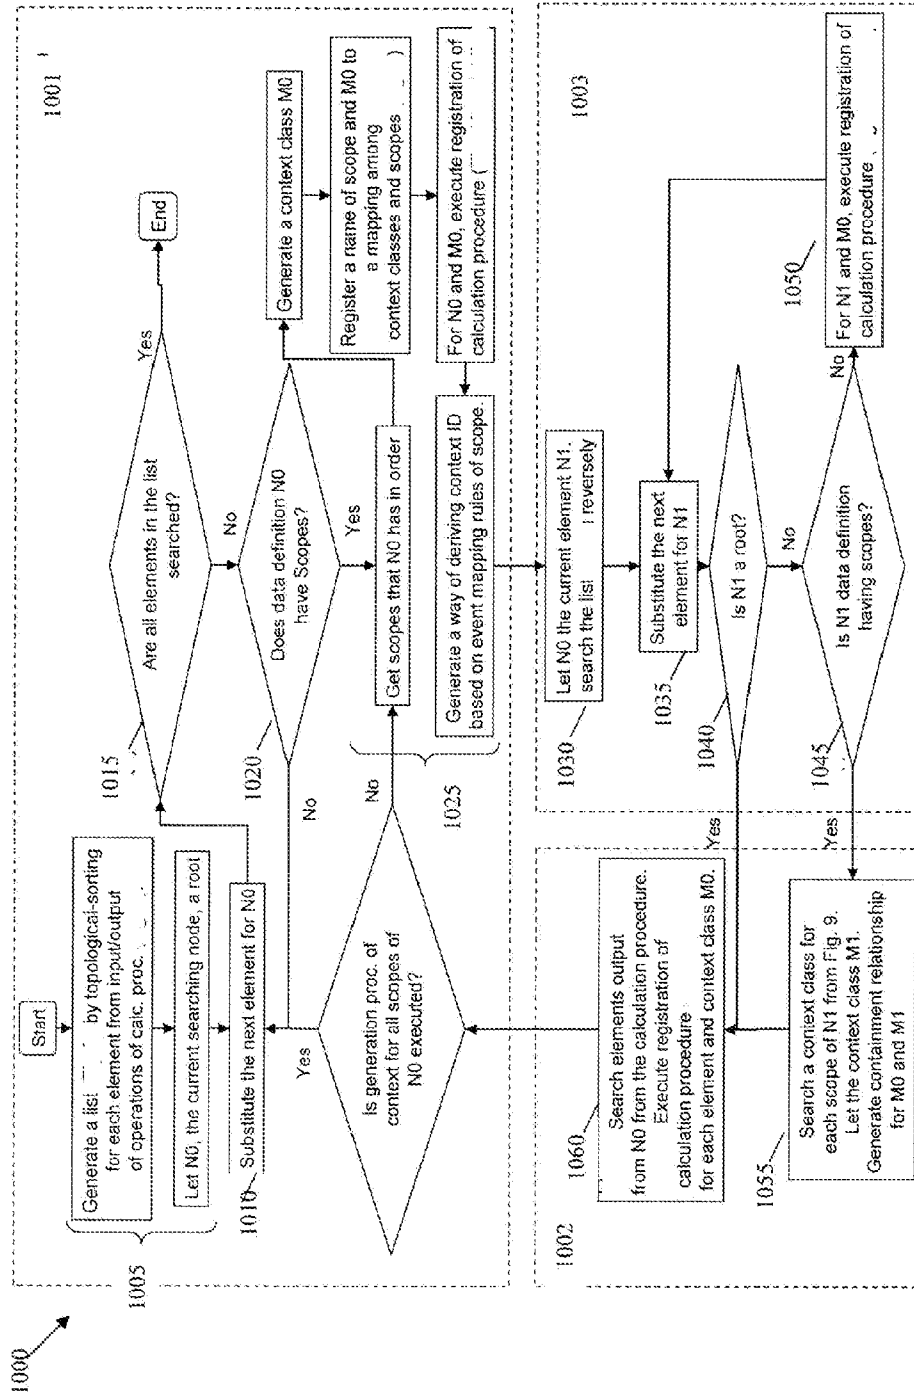 1000
1001
Start
Generate a list by topological-sorting
for each element from input/output
of operations of calc. proc.
Let N0, the current searching node, a root
1005
Substitute the next element for N0
1010
Are all elements in the list
searched?
1015
Yes
End
No
Does data definition N0
have Scopes?
1020
No
Yes
Is generation proc. of
context for all scopes of
N0 executed?
Yes
No
Get scopes that N0 has in order
Generate a context class M0
Register a name of scope and M0 to
a mapping among
context classes and scopes )
For N0 and M0, execute registration of
calculation procedure (
Generate a way of deriving context ID
based on event mapping rules of scope.
1025
1003
Let N0 the current element N1.
search the list reversely
1030
Substitute the next
element for N1
1035
Is N1 a root?
1040
Yes
No
Is N1 data definition
having scopes?
1045
Yes
No
For N1 and M0, execute registration of
calculation procedure
1050
1002
Search elements output
from N0 from the calculation procedure.
Execute registration of
calculation procedure
for each element and context class M0.
1060
Search a context class for
each scope of N1 from Fig. 9.
Let the context class M1.
Generate containment relationship
for M0 and M1
1055